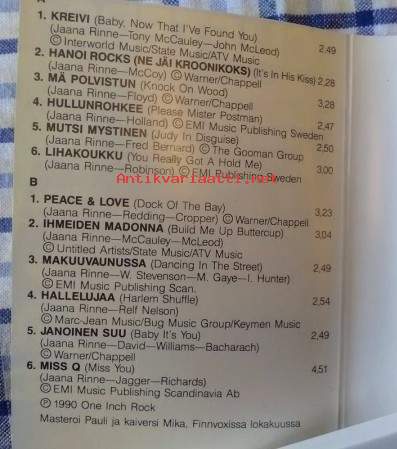 A
1. KREIVI (Baby, Now That I'Ve Found You)
(Jaana Rinne—Tony McCauley—John McLeod) 2,49
Ⓒ Interworld Music/State Music/ATV Music
2. HANOI ROCKS (NE JÄI KROONIKOKS) (It's In His Kiss) 2,28
(Jaana Rinne—McCoy) Ⓒ Warner/Chappell
3. MÄ POLVISTUN (Knock On Wood)
(Jaana Rinne—Floyd) Ⓒ Warner/Chappell 3,28
4. HULLUNROHKEE (Please Mister Postman)
(Jaana Rinne—Holland) Ⓒ EMI Music Publishing Sweden 2,47
5. MUTSI MYSTINEN (Judy In Disguise) 2,50
(Jaana Rinne—Fred Bernard) Ⓒ The Gooman Group
6. LIHAKOUKKU (You Really Got A Hold Me) 3,00
(Jaana Rinne—Robinson) Ⓒ EMI Publishing Sweden
Antikvariaatti.net
B
1. PEACE & LOVE (Dock Of The Bay)
(Jaana Rinne—Redding—Cropper) Ⓒ Warner/Chappell 3,23
2. IHMEIDEN MADONNA (Build Me Up Buttercup)
(Jaana Rinne—McCauley—McLeod) 3,04
Ⓒ Untitled Artists/State Music/ATV Music
3. MAKUUVAUNUSSA (Dancing In The Street)
(Jaana Rinne—W. Stevenson—M. Gaye—I. Hunter) 2,49
Ⓒ EMI Music Publishing Scan.
4. HALLELUJAA (Harlem Shuffle)
(Jaana Rinne—Relf Nelson) 2,54
Ⓒ Marc-Jean Music/Bug Music Group/Keymen Music
5. JANOINEN SUU (Baby It's You) 2,49
(Jaana Rinne—David—Williams—Bacharach)
Ⓒ Warner/Chappell
6. MISS Q (Miss You) 4,51
(Jaana Rinne—Jagger—Richards)
Ⓒ EMI Music Publishing Scandinavia Ab
Ⓟ 1990 One Inch Rock
Masteroi Pauli ja kaiversi Mika, Finnvoxissa lokakuussa